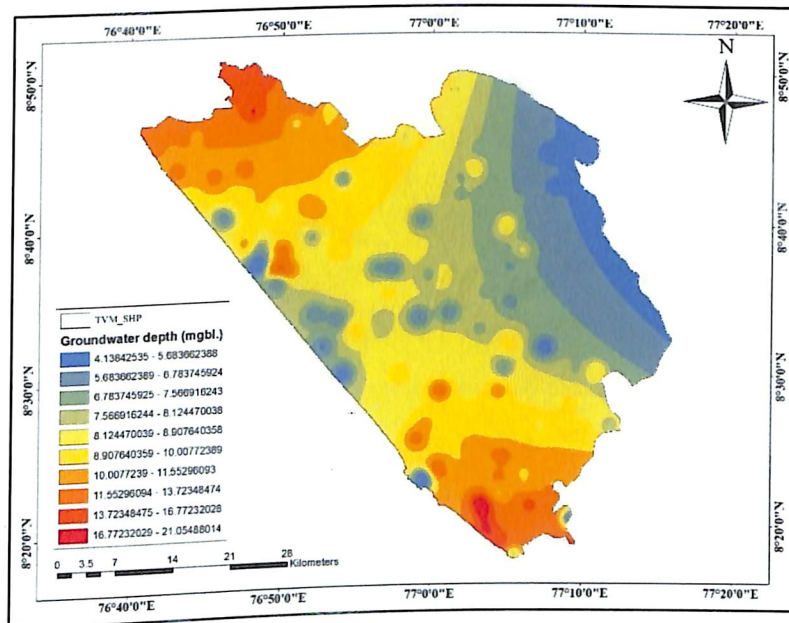 76°40'0"E 76°50'0"E 77°0'0"E 77°10'0"E 77°20'0"E
N
8°50'0"N 8°50'0"N
8°40'0"N 8°40'0"N
8°30'0"N 8°30'0"N
8°20'0"N 8°20'0"N
TVM_SHP
Groundwater depth (mgbl.)
4.13842535 - 5.683662388
5.683662389 - 6.783745924
6.783745925 - 7.566916243
7.566916244 - 8.124470038
8.124470039 - 8.907640358
8.907640359 - 10.00772389
10.0077239 - 11.55296093
11.55296094 - 13.72348474
13.72348475 - 16.77232028
16.77232029 - 21.05488014
0 3.5 7 14 21 28
Kilometers
76°40'0"E 76°50'0"E 77°0'0"E 77°10'0"E 77°20'0"E